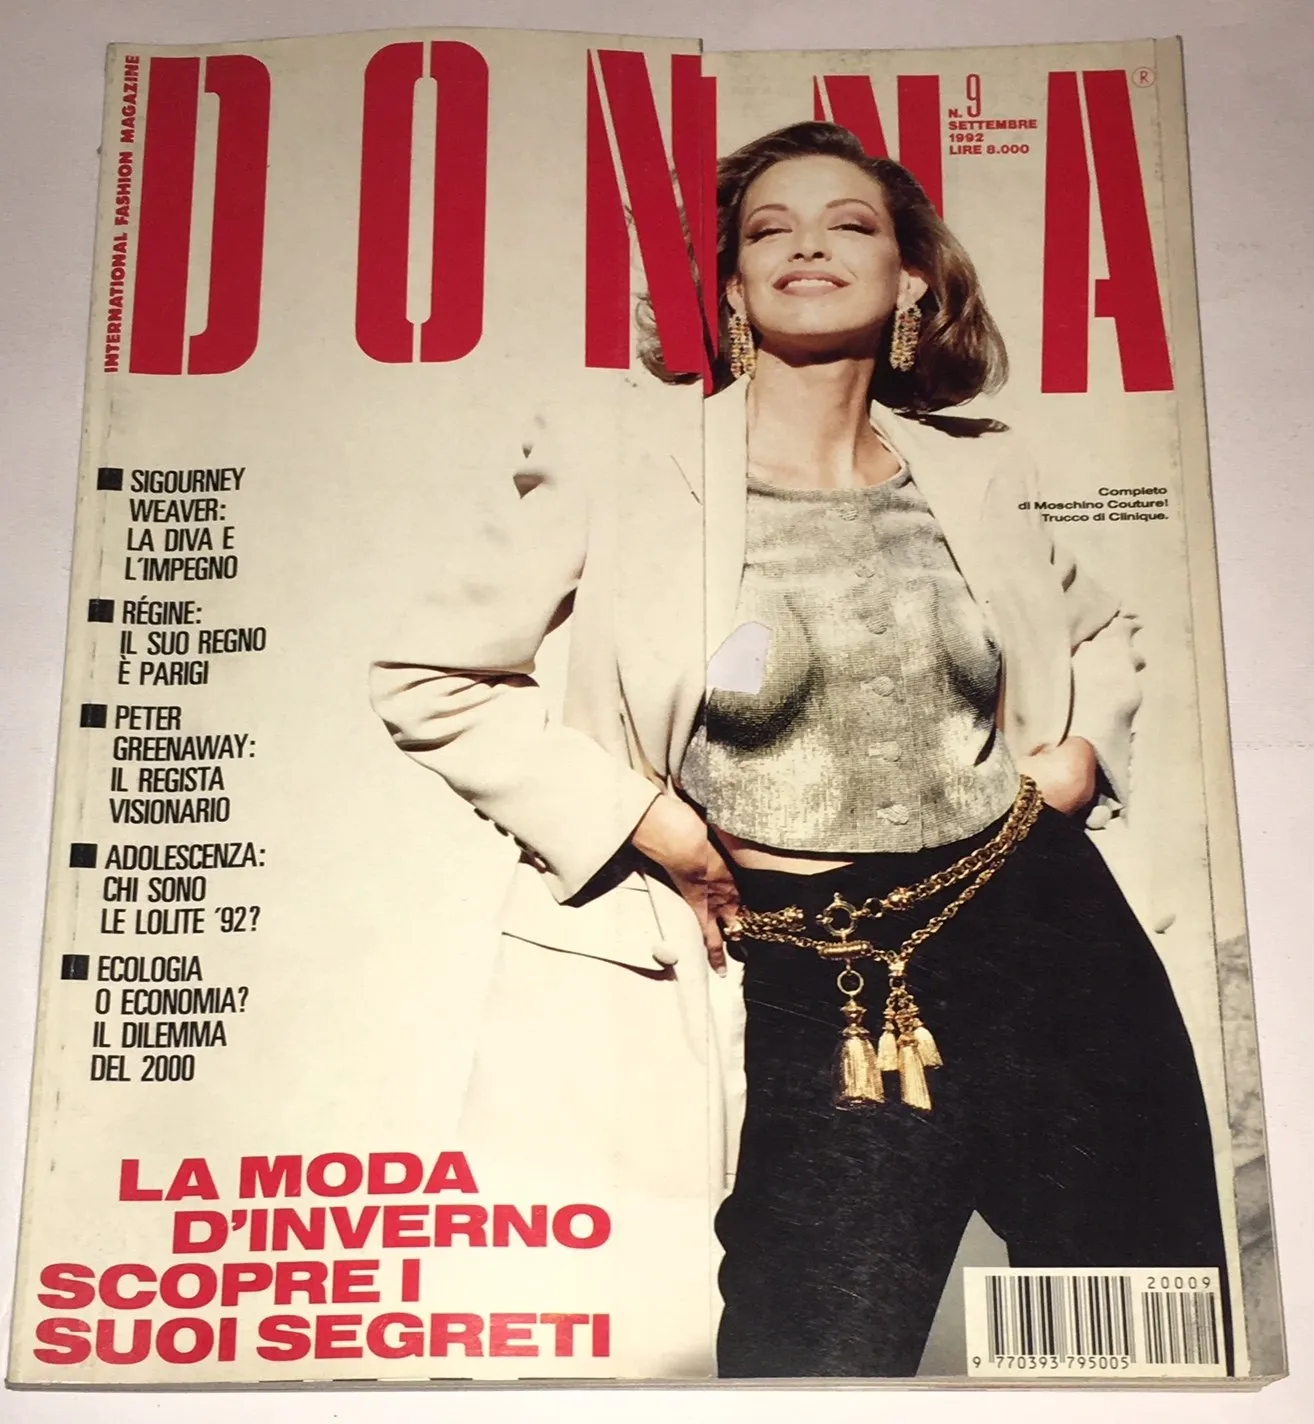 INTERNATIONAL FASHION MAGAZINE
DONNA
®
N. 9
SETTEMBRE
1992
LIRE 8.000
SIGOURNEY
WEAVER:
LA DIVA E
L'IMPEGNO
RÉGINE:
IL SUO REGNO
È PARIGI
PETER
GREENAWAY:
IL REGISTA
VISIONARIO
ADOLESCENZA:
CHI SONO
LE LOLITE '92?
ECOLOGIA
O ECONOMIA?
IL DILEMMA
DEL 2000
Completo
di Moschino Couture!
Trucco di Clinique.
LA MODA
D'INVERNO
SCOPRE I
SUOI SEGRETI
20009
9 770393 795005